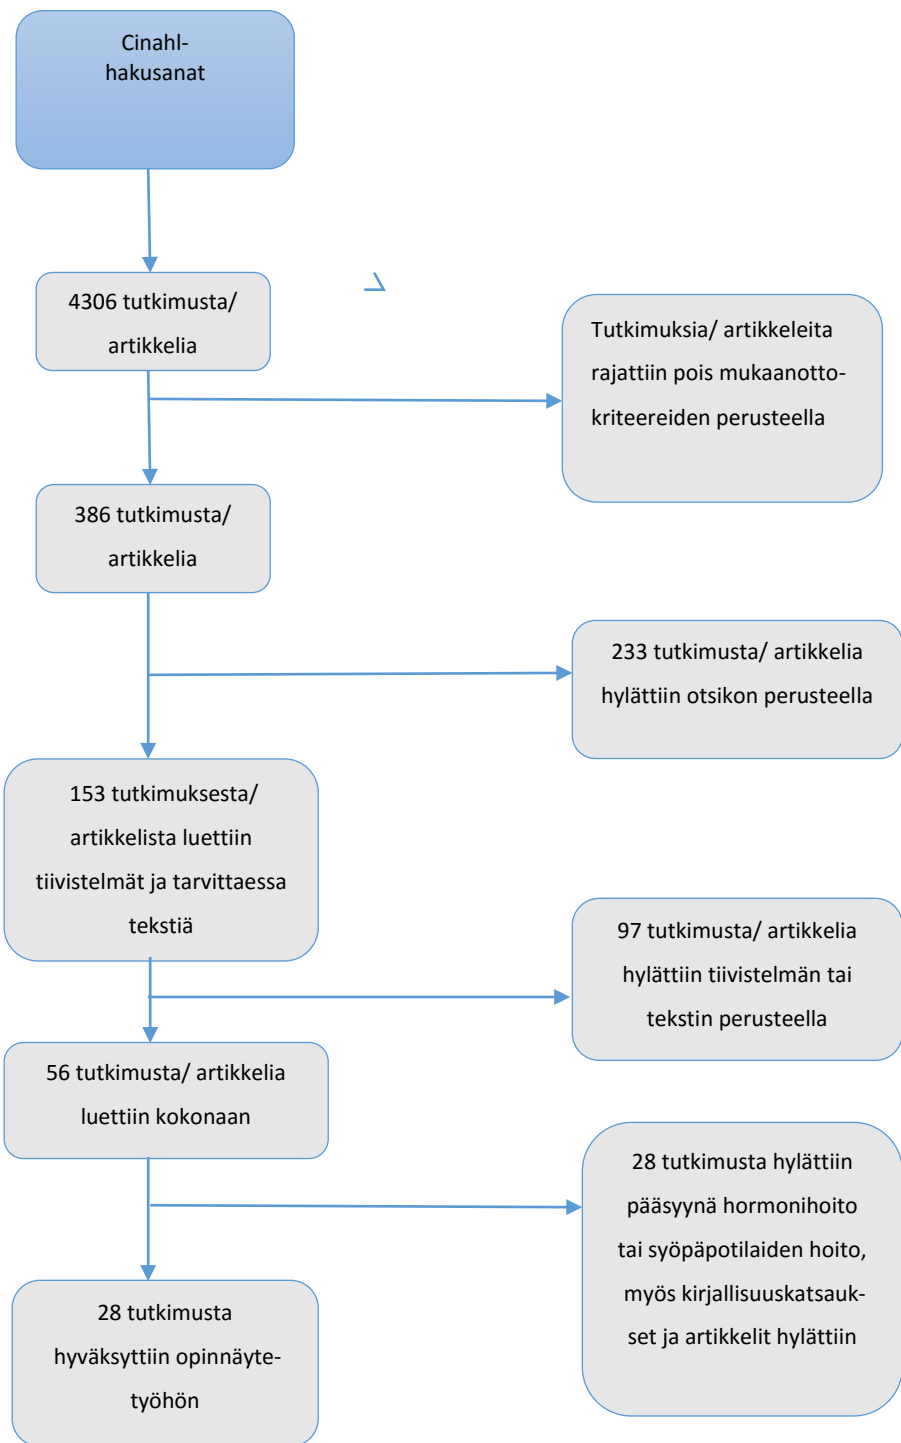 Cinahl-
hakusanat
4306 tutkimusta/
artikkelia
Tutkimuksia/ artikkeleita
rajattiin pois mukaanotto-
kriteereiden perusteella
386 tutkimusta/
artikkelia
233 tutkimusta/ artikkelia
hylättiin otsikon perusteella
153 tutkimuksesta/
artikkelista luettiin
tiivistelmät ja tarvittaessa
tekstiä
97 tutkimusta/ artikkelia
hylättiin tiivistelmän tai
tekstin perusteella
56 tutkimusta/ artikkelia
luettiin kokonaan
28 tutkimusta hylättiin
pääsyynä hormonihoito
tai syöpäpotilaiden hoito,
myös kirjallisuuskatsauk-
set ja artikkelit hylättiin
28 tutkimusta
hyväksyttiin opinnäyte-
työhön